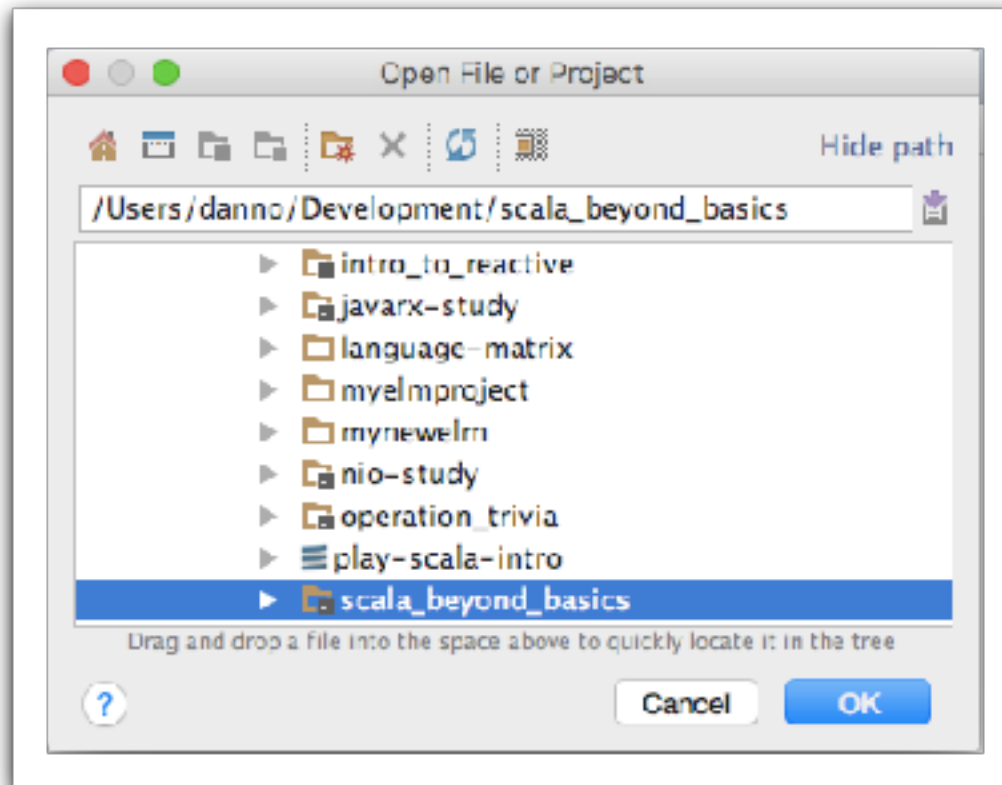 Open File or Project
Hide path
/Users/danno/Development/scala_beyond_basics
intro_to_reactive
javarx-study
language-matrix
myelmproject
mynewelm
nio-study
operation_trivia
play-scala-intro
scala_beyond_basics
Drag and drop a file into the space above to quickly locate it in the tree
?
Cancel
OK